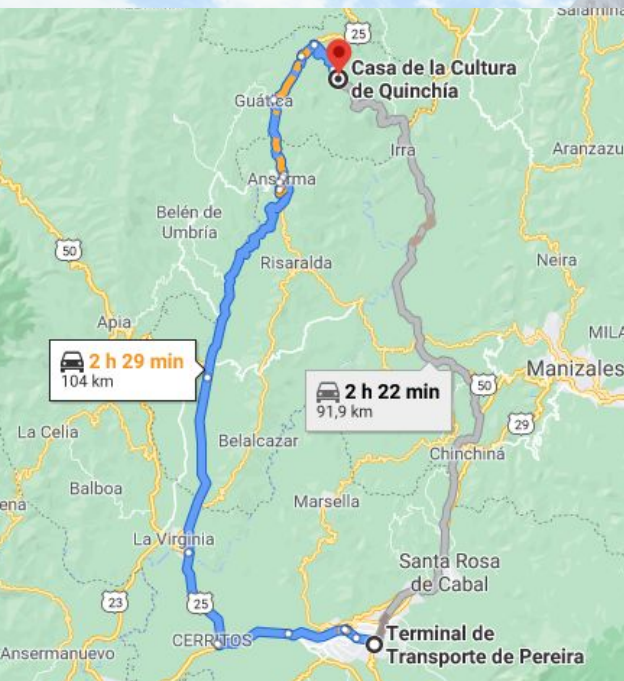 Salamina
25
Casa de la Cultura
de Quinchía
Guática
Irra
Aranzazu
Anserma
Belén de
Umbría
50
Risaralda
Neira
Apia
2 h 29 min
104 km
MILA
Manizales
2 h 22 min
91,9 km
50
29
La Celia
Belalcazar
Chinchiná
Balboa
ena
Marsella
La Virginia
Santa Rosa
de Cabal
23
25
CERRITOS
Ansermanuevo
Terminal de
Transporte de Pereira